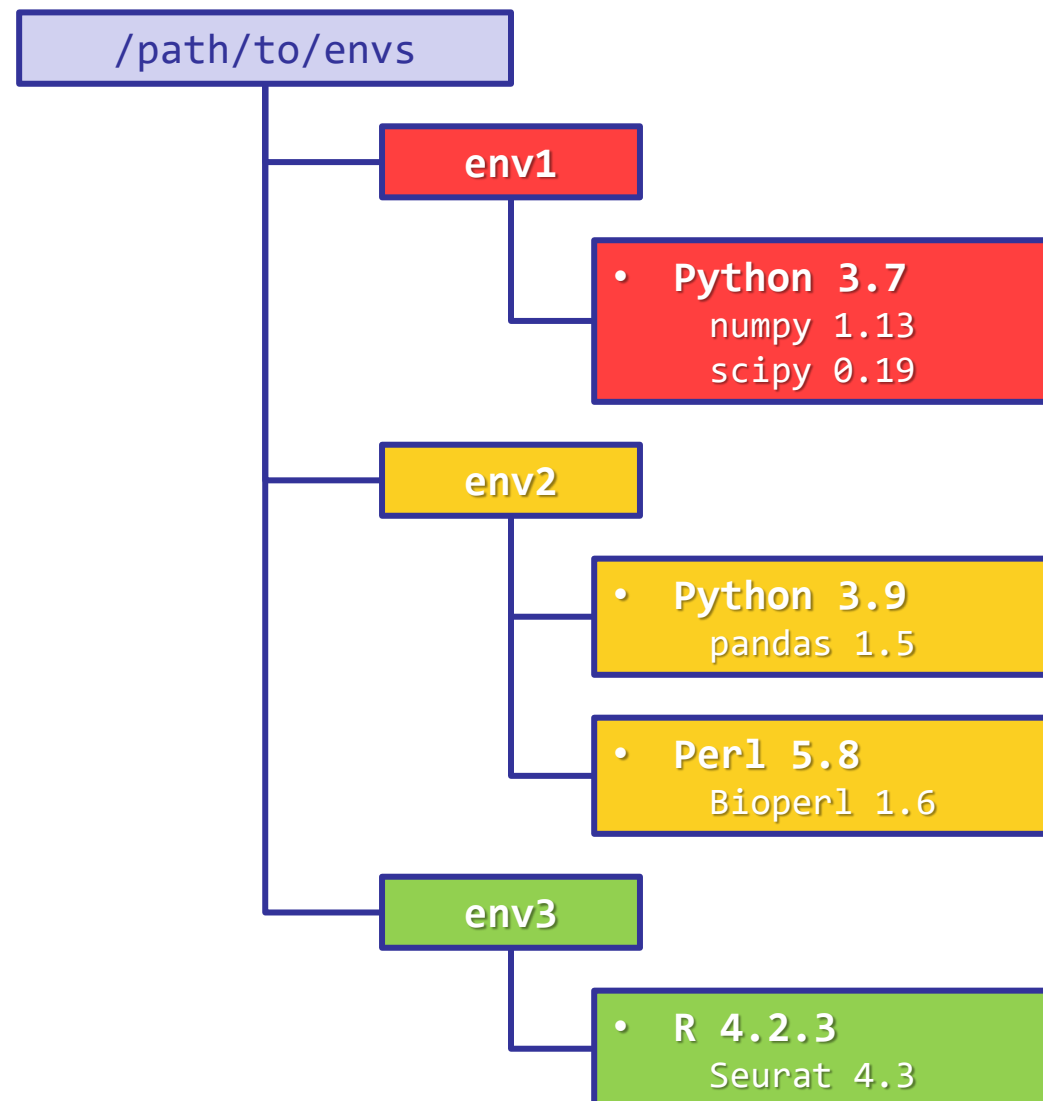 /path/to/envs
env1
• Python 3.7
numpy 1.13
scipy 0.19
env2
• Python 3.9
pandas 1.5
• Perl 5.8
Bioperl 1.6
env3
• R 4.2.3
Seurat 4.3